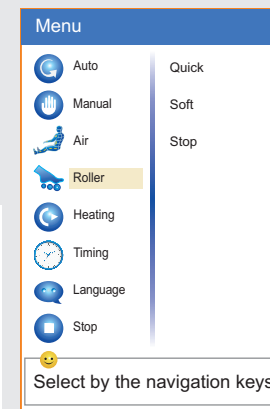 Menu
Auto
Quick
Manual
Soft
Air
Stop
Roller
Heating
Timing
Language
Stop
Select by the navigation keys